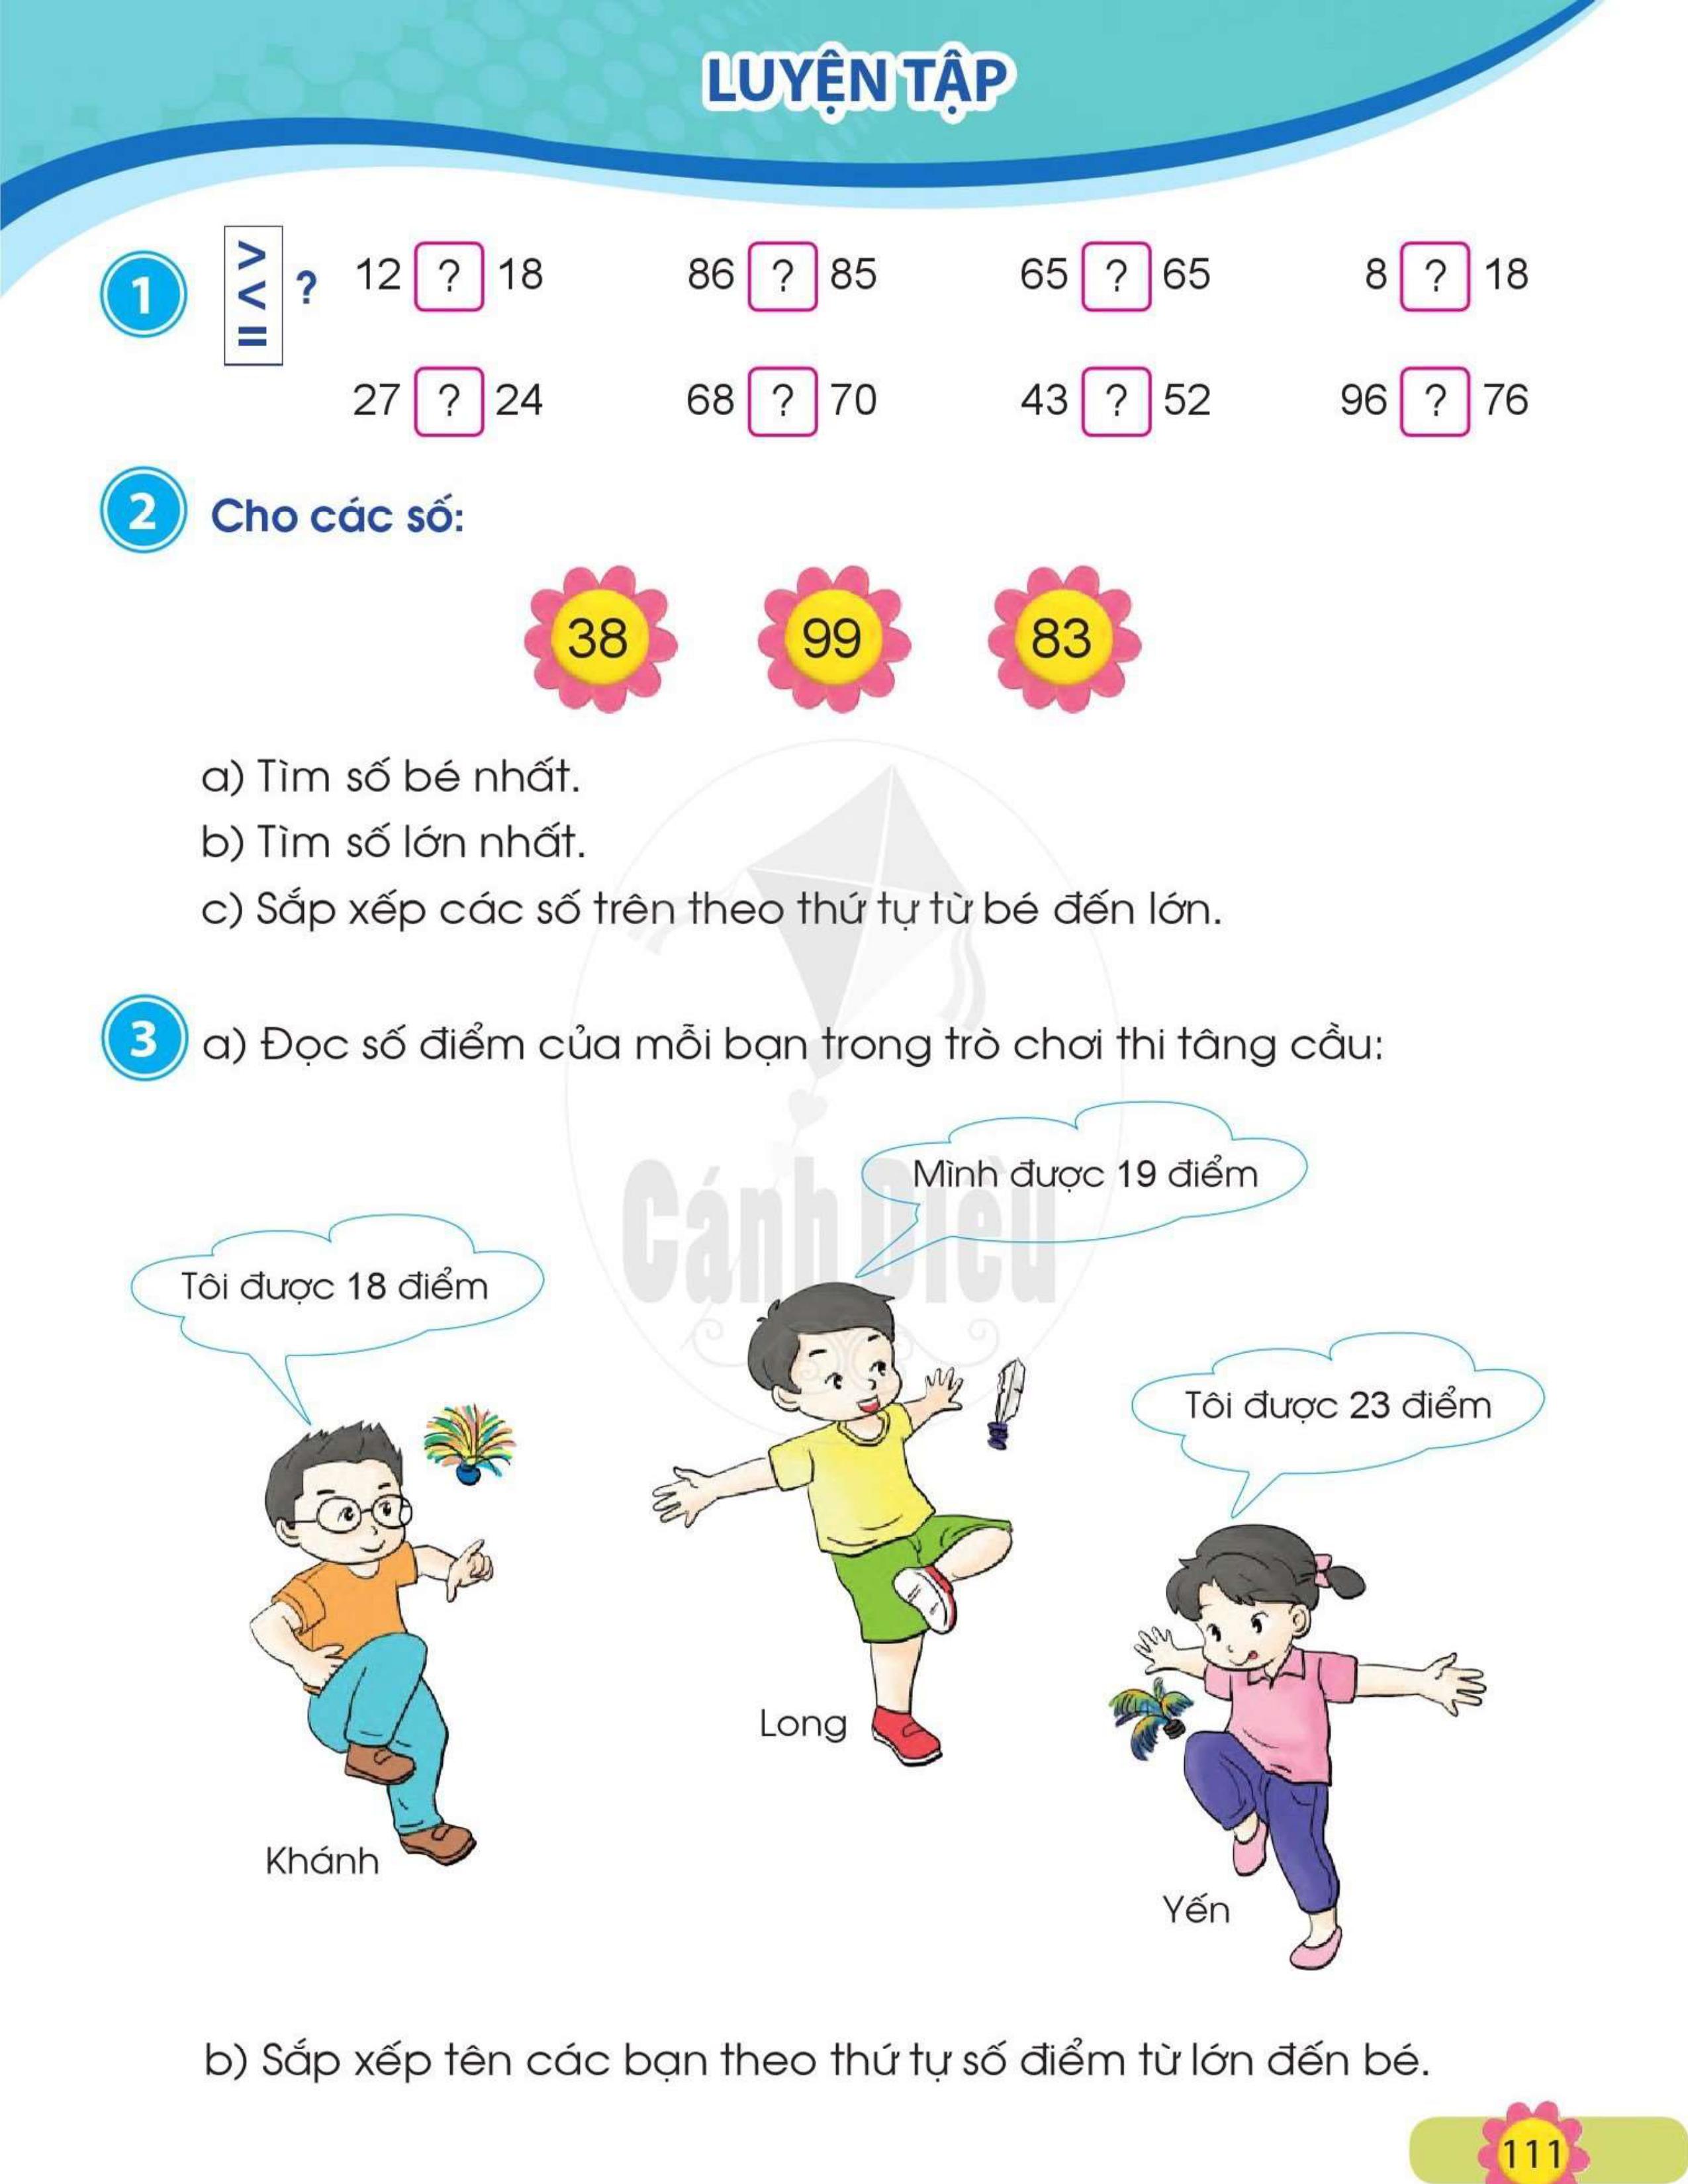 LUYỆN TẬP
1 > < = ? 12 ? 18 86 ? 85 65 ? 65 8 ? 18
27 ? 24 68 ? 70 43 ? 52 96 ? 76
2 Cho các số:
38 99 83
a) Tìm số bé nhất.
b) Tìm số lớn nhất.
c) Sắp xếp các số trên theo thứ tự từ bé đến lớn.
3 a) Đọc số điểm của mỗi bạn trong trò chơi thi tâng cầu:
Mình được 19 điểm
Cánh Diều
Tôi được 18 điểm
Tôi được 23 điểm
Long
Khánh
Yến
b) Sắp xếp tên các bạn theo thứ tự số điểm từ lớn đến bé.
111